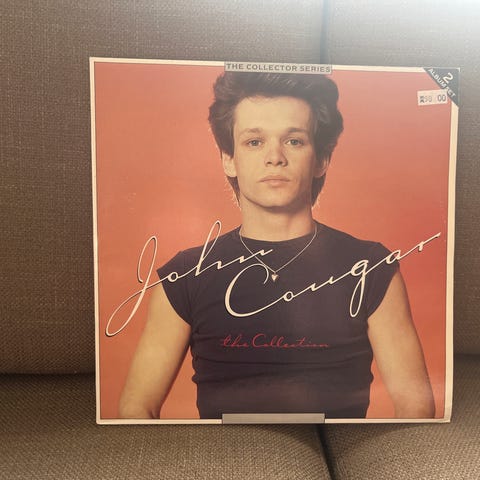 THE COLLECTOR SERIES
2
ALBUM SET
John
Cougar
the Collection